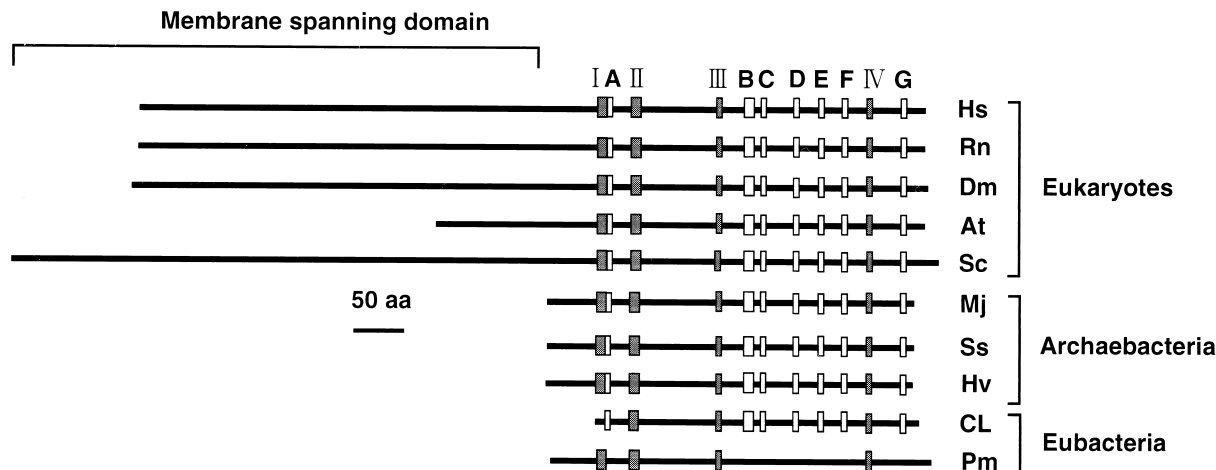 Membrane spanning domain
I A II III B C D E F IV G
Hs
Rn
Dm
Eukaryotes
At
Sc
50 aa
Mj
Ss
Archaebacteria
Hv
CL
Eubacteria
Pm